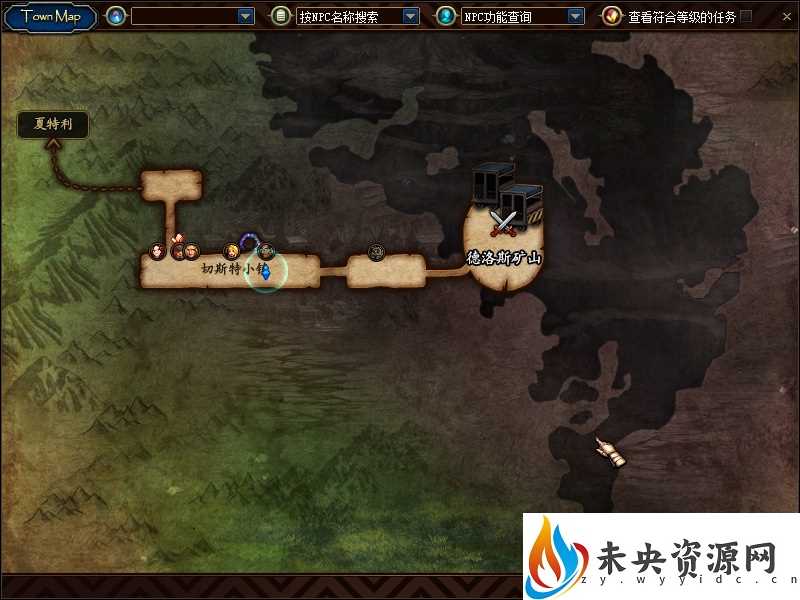 Town Map
按NPC名称搜索
NPC功能查询
查看符合等级的任务
夏特利
切斯特小镇
德洛斯矿山
未央资源网
zy.wyyidc.cn